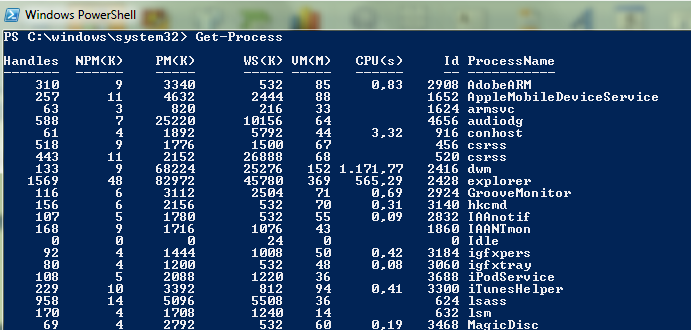 Windows PowerShell
PS C:\windows\system32> Get-Process
Handles NPM(K) PM(K) WS(K) VM(M) CPU(s) Id ProcessName
------- ------ ----- ----- ----- ------ -- -----------
310 9 3340 532 85 0,83 2908 AdobeARM
257 11 4632 2444 88 1652 AppleMobileDeviceService
63 3 820 216 33 1624 armsvc
588 7 25220 10156 64 4656 audiodg
61 4 1892 5792 44 3,32 916 conhost
518 9 1776 1500 67 456 csrss
443 11 2152 26888 68 520 csrss
133 9 68224 25276 152 1.171,77 2416 dwm
1569 48 82972 45780 369 565,29 2428 explorer
116 6 3112 2504 71 0,69 2924 GrooveMonitor
156 6 2156 532 70 0,31 3140 hkcmd
107 5 1780 532 55 0,09 2832 IAAnotif
168 9 1716 1076 43 1860 IAANTmon
0 0 0 24 0 0 Idle
92 4 1444 1008 50 0,42 3184 igfxpers
80 4 1200 532 48 0,08 3060 igfxtray
108 5 2088 1220 36 3688 iPodService
229 10 3392 812 94 0,41 3300 iTunesHelper
958 14 5096 5508 36 624 lsass
170 4 1708 1240 14 632 lsm
69 4 2792 532 60 0,19 3468 MagicDisc